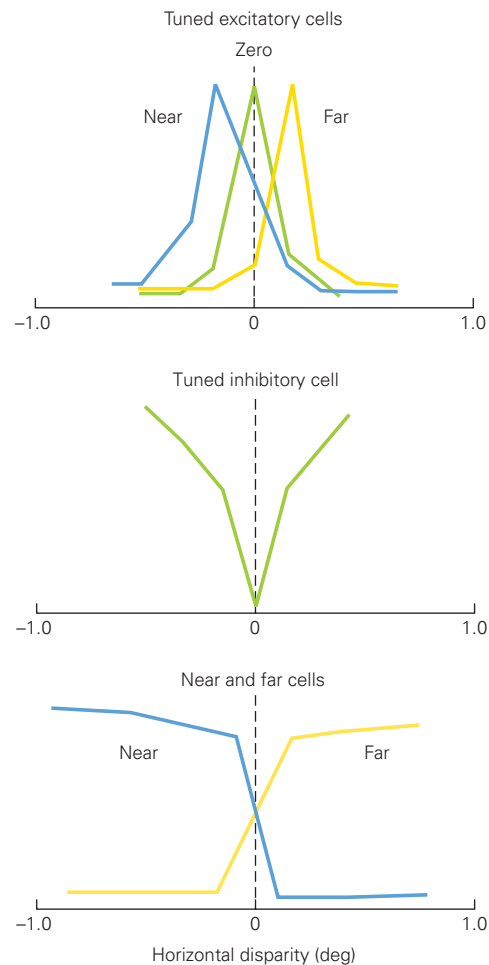 Tuned excitatory cells
Zero
Near Far
–1.0 0 1.0
Tuned inhibitory cell
–1.0 0 1.0
Near and far cells
Near Far
–1.0 0 1.0
Horizontal disparity (deg)